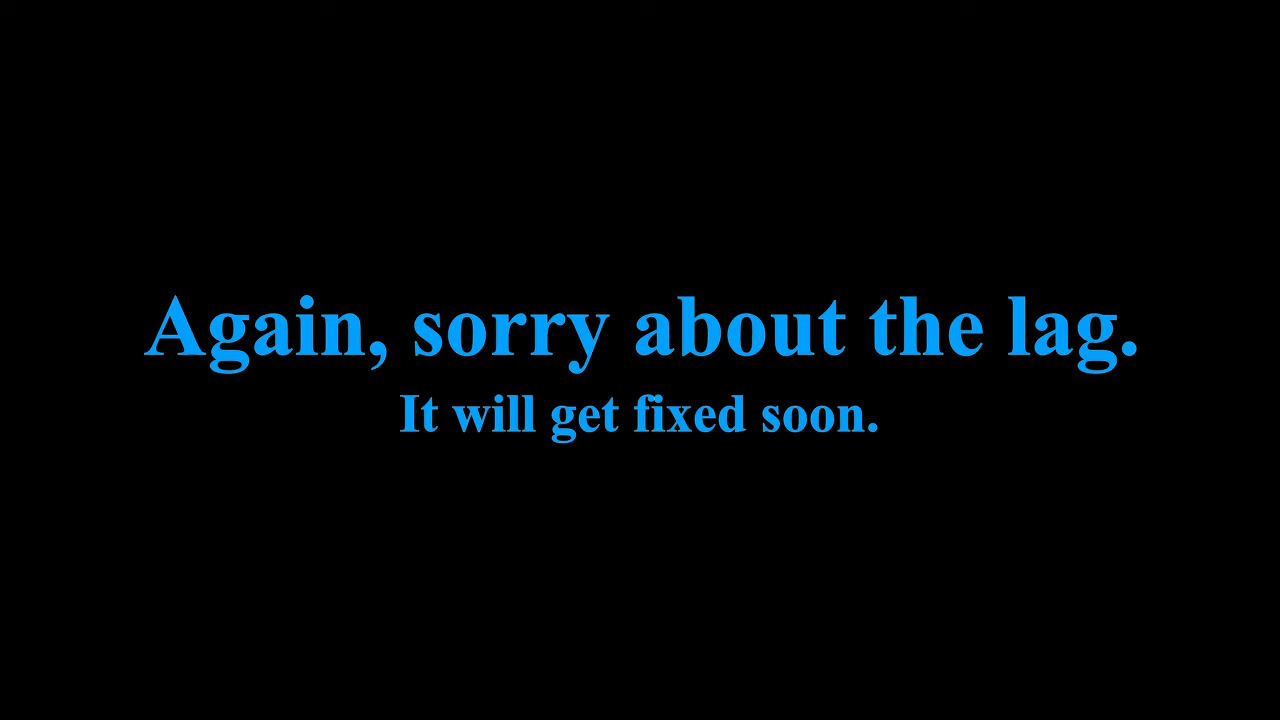 Again, sorry about the lag.
It will get fixed soon.